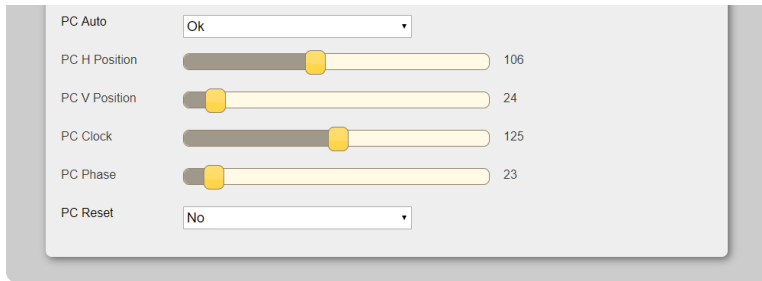 PC Auto Ok
PC H Position 106
PC V Position 24
PC Clock 125
PC Phase 23
PC Reset No